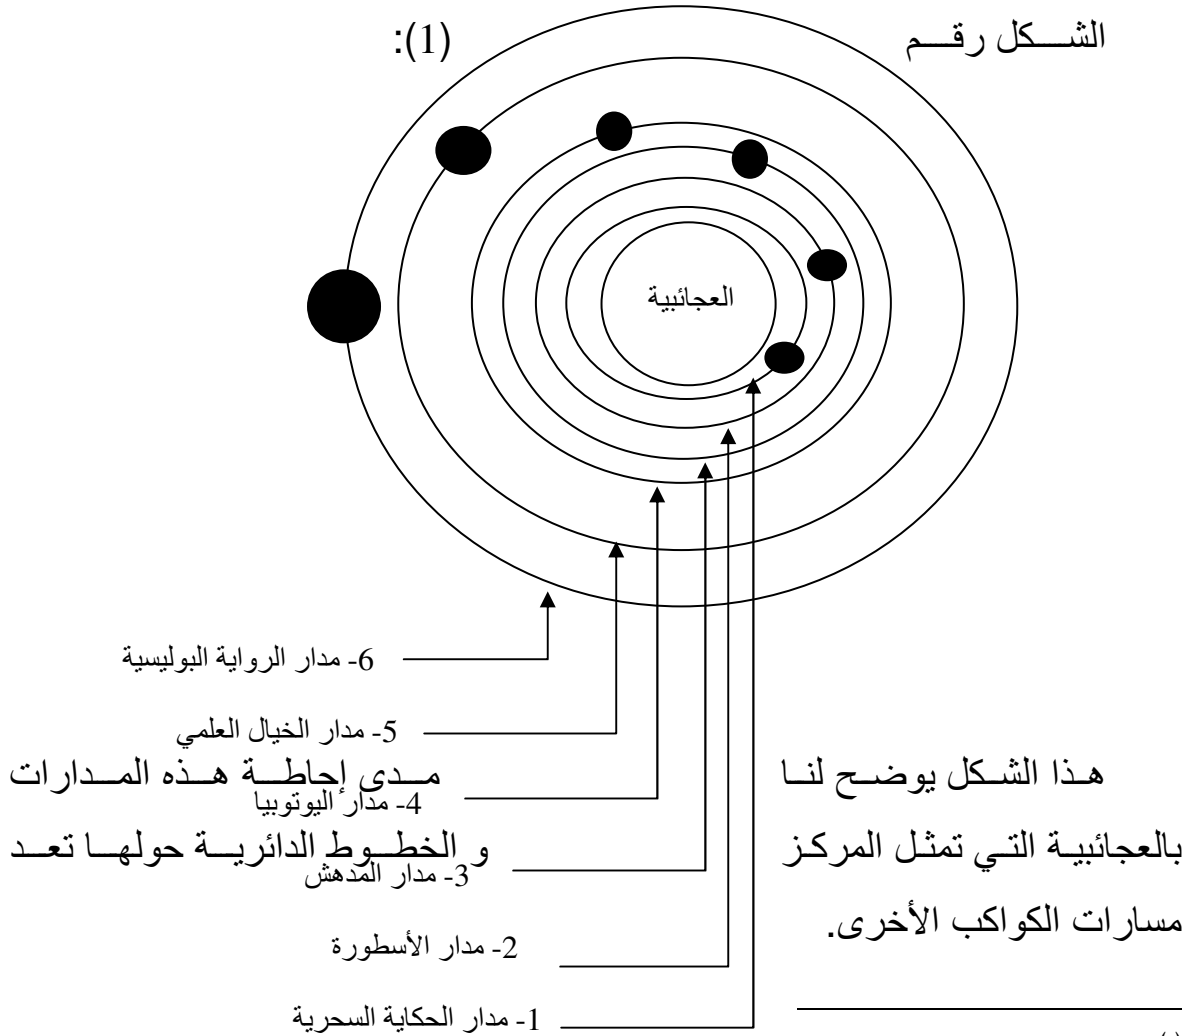 الشكل رقم (1):
العجائبية
6- مدار الرواية البوليسية
5- مدار الخيال العلمي
هذا الشكل يوضح لنا مدى إحاطة هذه المدارات
4- مدار اليوتوبيا
بالعجائبية التي تمثل المركز و الخطوط الدائرية حولها تعد
3- مدار المدهش
مسارات الكواكب الأخرى.
2- مدار الأسطورة
1- مدار الحكاية السحرية